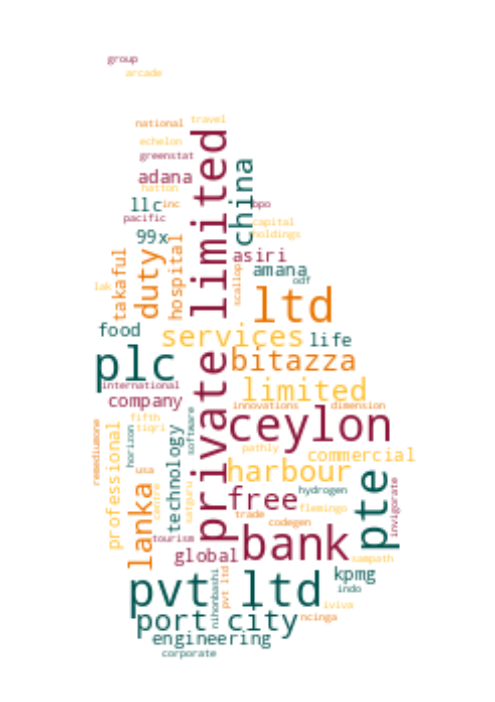 group
arcade
national
travel
echelon
greenstat
adana
hatton
llc
inc
pacific
99x
private limited
china
bpo
capital
holdings
asiri
amana
odf
scallop
hospital
duty
takaful
lak
ltd
food
services
life
plc
bitazza
international
limited
company
innovations
dimension
ceylon
fifth
tiqri
horizon
software
remediumone
professional
technology
pathly
commercial
harbour
usa
centre
satguru
lanka
free
hydrogen
pte
invigorate
flemingo
trade
codegen
tourism
bank
global
sampath
kpmg
indo
pvt ltd
nihonbashi
pvt ltd
iviva
port city
ncinga
engineering
corporate